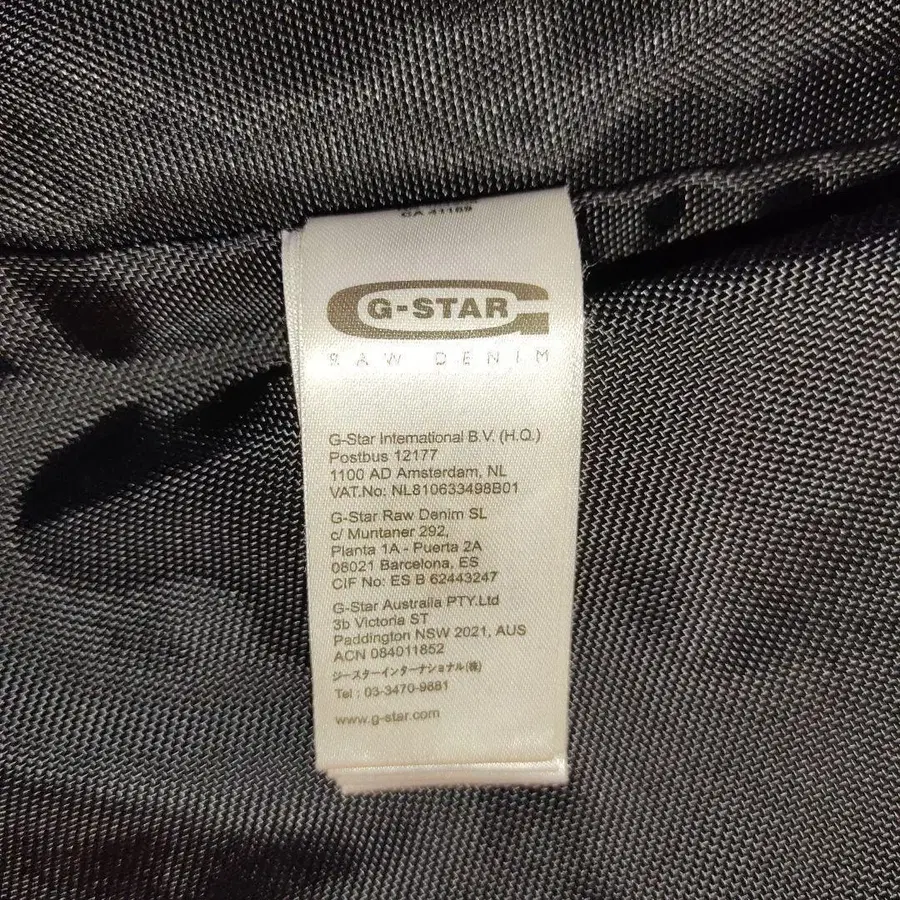 CA 41189
G-STAR
RAW DENIM
G-Star International B.V. (H.Q.)
Postbus 12177
1100 AD Amsterdam, NL
VAT.No: NL810633498B01
G-Star Raw Denim SL
c/ Muntaner 292,
Planta 1A - Puerta 2A
08021 Barcelona, ES
CIF No: ES B 62443247
G-Star Austraila PTY.Ltd
3b Victoria ST
Paddington NSW 2021, AUS
ACN 084011852
ジースターインターナショナル(株)
Tel : 03-3470-9881
www.g-star.com